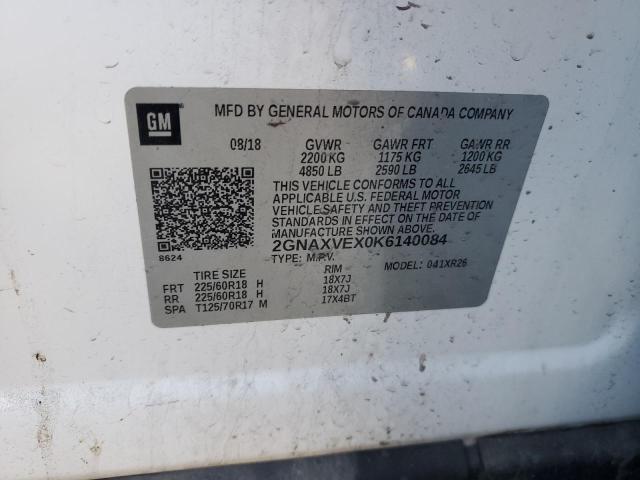 GM
MFD BY GENERAL MOTORS OF CANADA COMPANY
08/18 GVWR GAWR FRT GAWR RR
2200 KG 1175 KG 1200 KG
4850 LB 2590 LB 2645 LB
THIS VEHICLE CONFORMS TO ALL
APPLICABLE U.S. FEDERAL MOTOR
VEHICLE SAFETY AND THEFT PREVENTION
STANDARDS IN EFFECT ON THE DATE OF
MANUFACTURE SHOWN ABOVE.
8624
2GNAXVEX0K6140084
TYPE: M.P.V. MODEL: 041XR26
TIRE SIZE RIM
FRT 225/60R18 H 18X7J
RR 225/60R18 H 18X7J
SPA T125/70R17 M 17X4BT